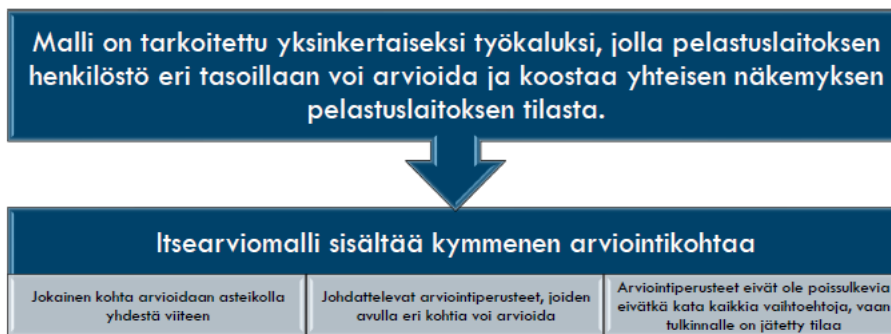 Malli on tarkoitettu yksinkertaiseksi työkaluksi, jolla pelastuslaitoksen
henkilöstö eri tasoillaan voi arvioida ja koostaa yhteisen näkemyksen
pelastuslaitoksen tilasta.
Itsearviomalli sisältää kymmenen arviointikohtaa
Jokainen kohta arvioidaan asteikolla
yhdestä viiteen
Johdattelevat arviointiperusteet, joiden
avulla eri kohtia voi arvioida
Arviointiperusteet eivät ole poissulkevia
eivätkä kata kaikkia vaihtoehtoja, vaan
tulkinnalle on jätetty tilaa